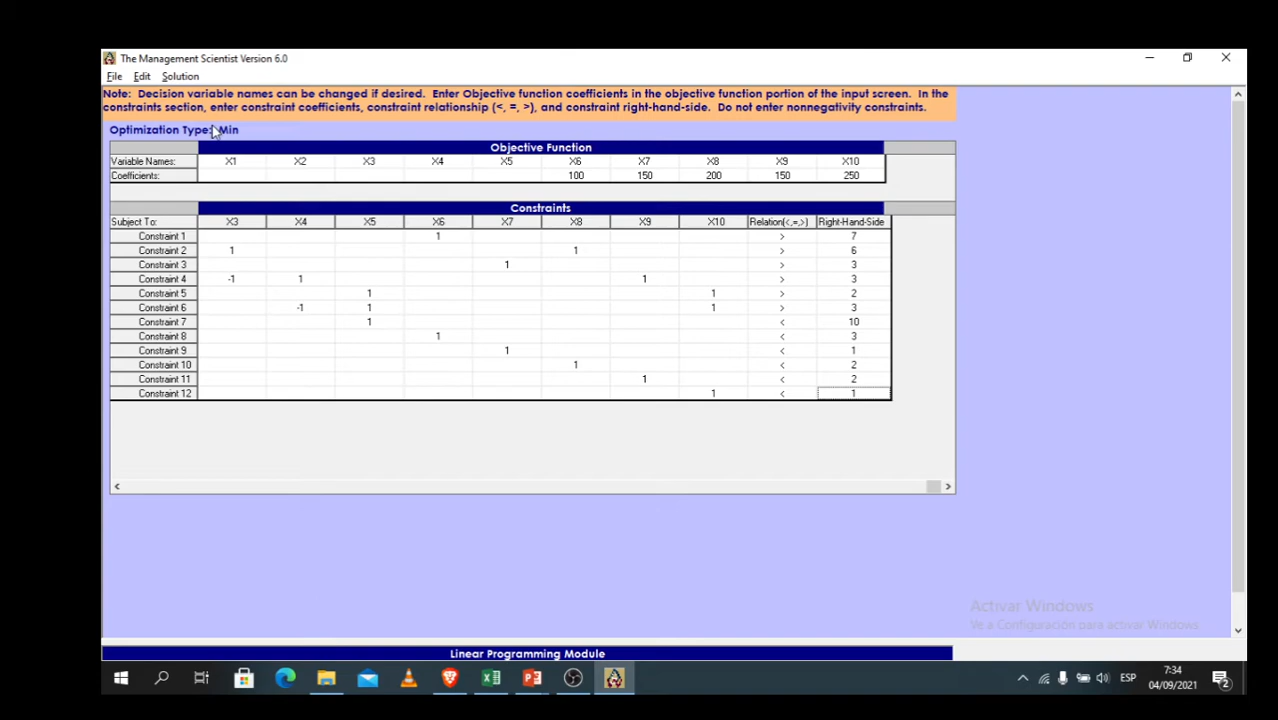 The Management Scientist Version 6.0
File Edit Solution
Note: Decision variable names can be changed if desired. Enter Objective function coefficients in the objective function portion of the input screen. In the
constraints section, enter constraint coefficients, constraint relationship (<, =, >), and constraint right-hand-side. Do not enter nonnegativity constraints.
Optimization Type: Min
Objective Function
Variable Names: X1 X2 X3 X4 X5 X6 X7 X8 X9 X10
Coefficients: 100 150 200 150 250
Constraints
Subject To: X3 X4 X5 X6 X7 X8 X9 X10 Relation(<,=,>) Right-Hand-Side
Constraint 1 1 > 7
Constraint 2 1 1 > 6
Constraint 3 1 > 3
Constraint 4 -1 1 1 > 3
Constraint 5 1 1 > 2
Constraint 6 -1 1 1 > 3
Constraint 7 1 < 10
Constraint 8 1 < 3
Constraint 9 1 < 1
Constraint 10 1 < 2
Constraint 11 1 < 2
Constraint 12 1 < 1
Activar Windows
Ve a Configuración para activar Windows
Linear Programming Module
ESP
7:34
04/09/2021
2